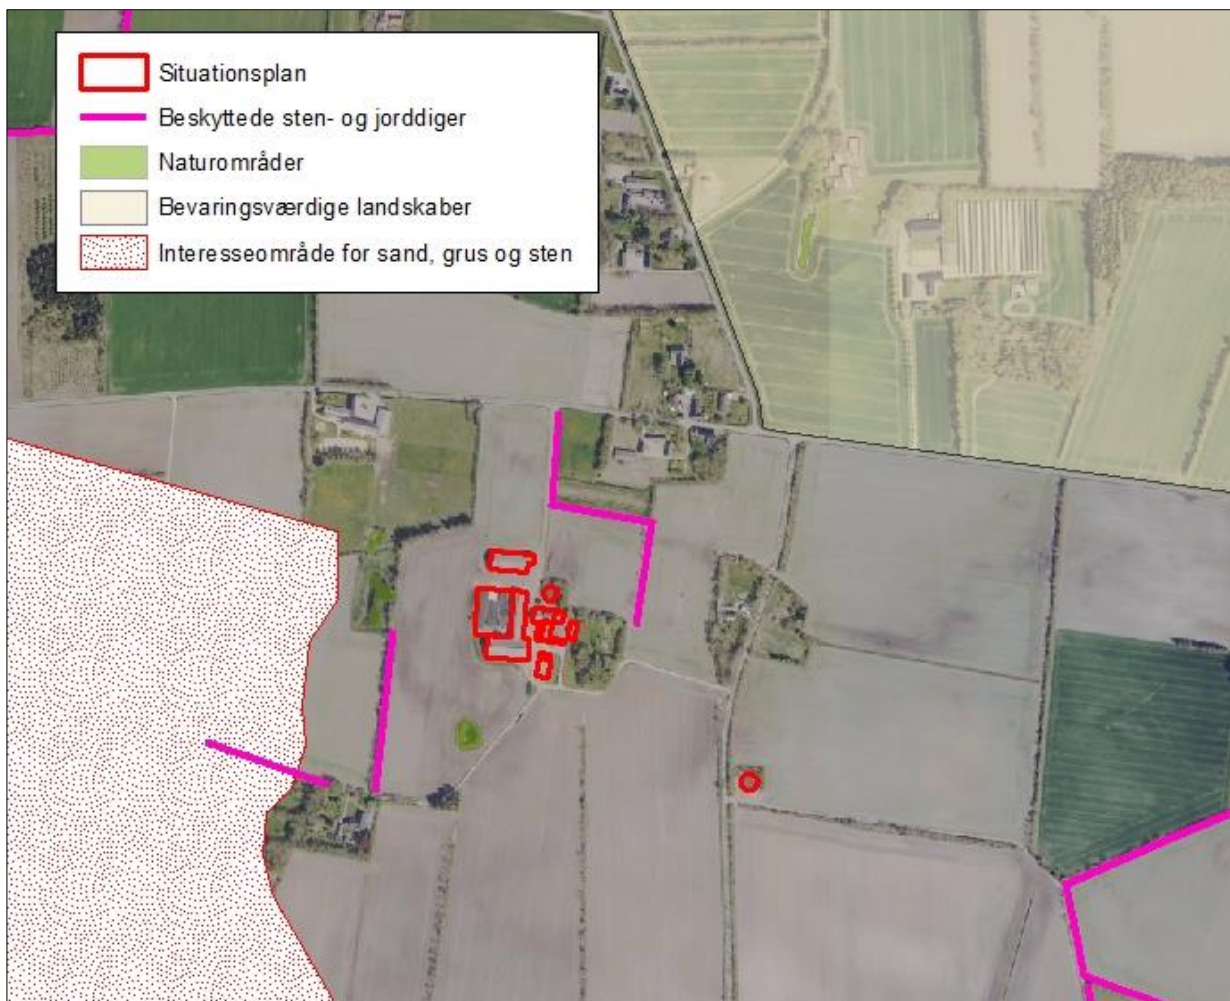 Situationsplan
Beskyttede sten- og jorddiger
Naturområder
Bevaringsværdige landskaber
Interesseområde for sand, grus og sten